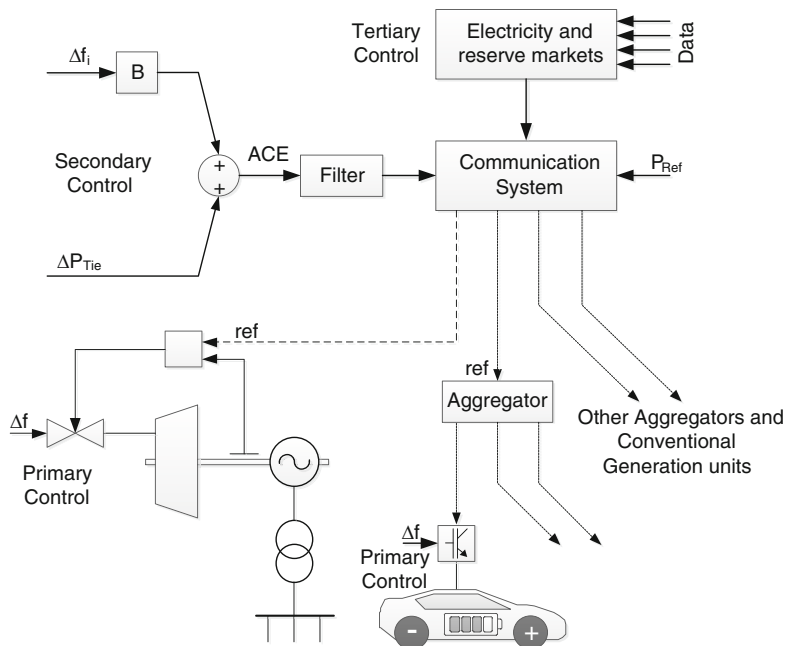 Tertiary
Control
Electricity and
reserve markets
Data
Δfi
B
Secondary
Control
+
+
ACE
Filter
Communication
System
PRef
ΔPTie
ref
ref
Aggregator
Other Aggregators and
Conventional
Generation units
Δf
Primary
Control
Δf
Primary
Control
-
+